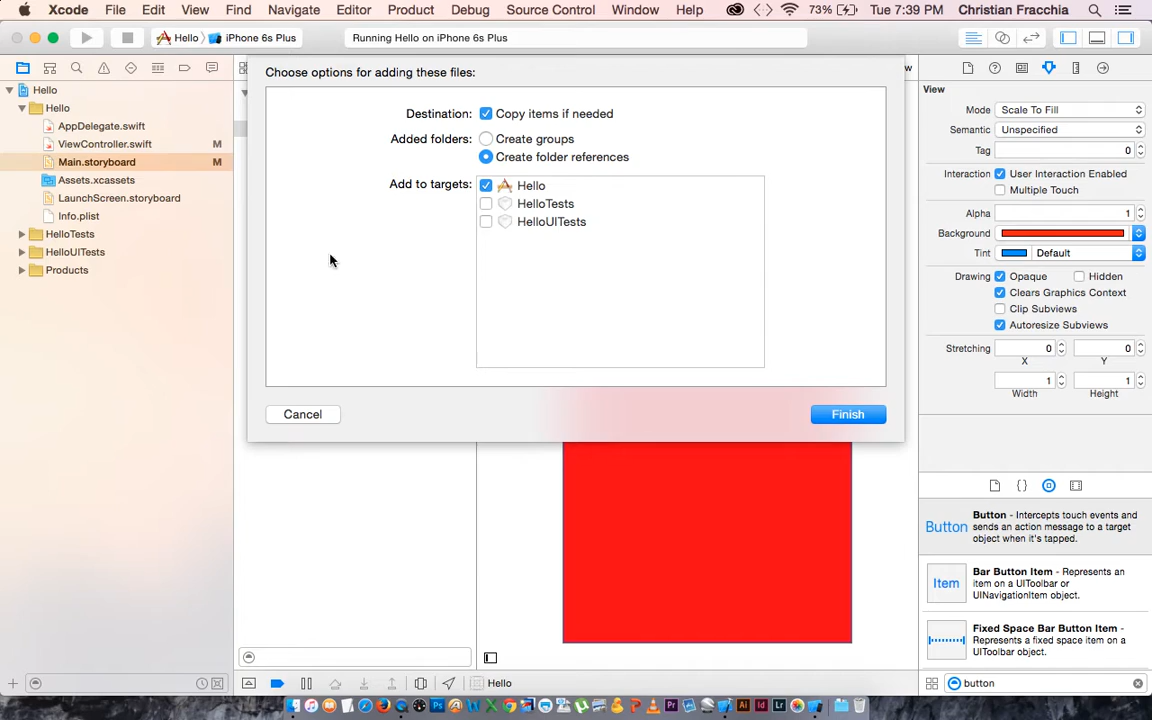 Xcode File Edit View Find Navigate Editor Product Debug Source Control Window Help 73% Tue 7:39 PM Christian Fracchia
Hello iPhone 6s Plus Running Hello on iPhone 6s Plus
Choose options for adding these files:
Destination: Copy items if needed
Added folders: Create groups
Create folder references
Add to targets: Hello
HelloTests
HelloUITests
Cancel Finish
Hello
Hello
AppDelegate.swift
ViewController.swift M
Main.storyboard M
Assets.xcassets
LaunchScreen.storyboard
Info.plist
HelloTests
HelloUITests
Products
w
View
Mode Scale To Fill
Semantic Unspecified
Tag 0
Interaction User Interaction Enabled
Multiple Touch
Alpha 1
Background
Tint Default
Drawing Opaque Hidden
Clears Graphics Context
Clip Subviews
Autoresize Subviews
Stretching 0 0
X Y
1 1
Width Height
Button
Button - Intercepts touch events and
sends an action message to a target
object when it's tapped.
Item
Bar Button Item - Represents an
item on a UIToolbar or
UINavigationItem object.
Fixed Space Bar Button Item -
Represents a fixed space item on a
UIToolbar object.
Hello
button